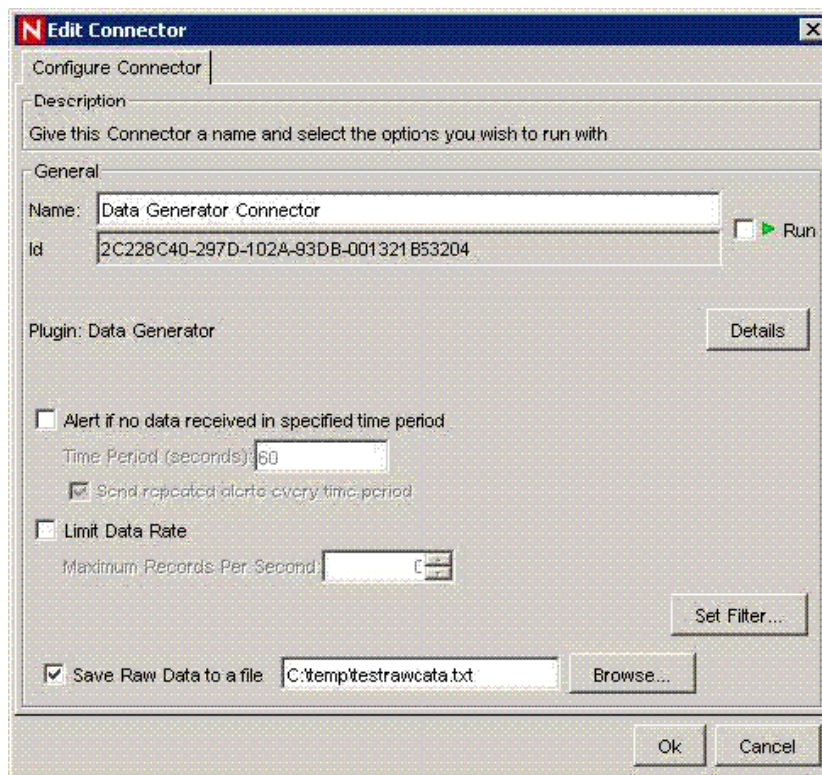 N Edit Connector
Configure Connector
Description
Give this Connector a name and select the options you wish to run with
General
Name: Data Generator Connector
Run
Id 2C228C40-297D-102A-93DB-001321B53204
Plugin: Data Generator
Details
Alert if no data received in specified time period
Time Period (seconds): 60
Send repeated alerts every time period
Limit Data Rate
Maximum Records Per Second: 0
Set Filter...
Save Raw Data to a file C:\temp\testrawcata.txt Browse...
Ok Cancel